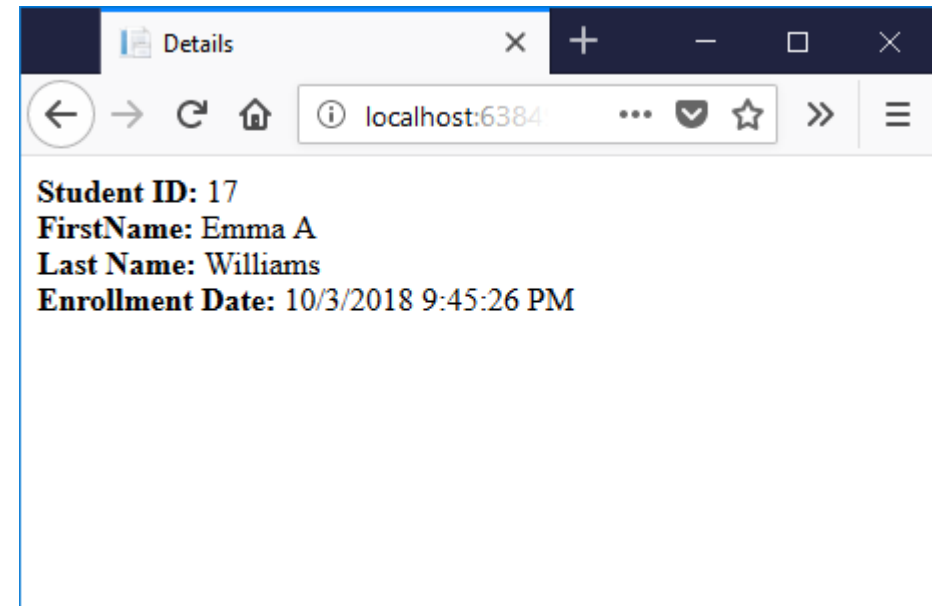 Details
localhost:6384
Student ID: 17
FirstName: Emma A
Last Name: Williams
Enrollment Date: 10/3/2018 9:45:26 PM